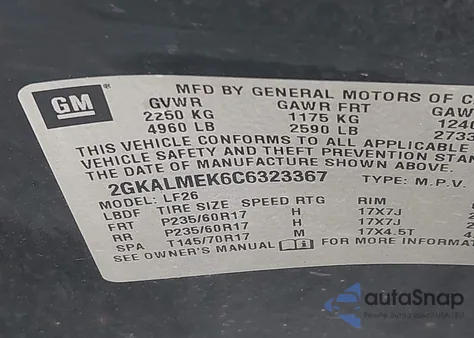 GM ®
MFD BY GENERAL MOTORS OF C
GVWR GAWR FRT GAW
2250 KG 1175 KG 1240
4960 LB 2590 LB 2733
THIS VEHICLE CONFORMS TO ALL APPLICABLE
VEHICLE SAFETY AND THEFT PREVENTION
THE DATE OF MANUFACTURE SHOWN ABOVE.
2GKALMEK6C6323367 TYPE: M.P.V.
MODEL: LF26
LBDF TIRE SIZE SPEED RTG RIM
FRT P235/60R17 H 17X7J
RR P235/60R17 H 17X7J
SPA T145/70R17 M 17X4.5T
SEE OWNER'S MANUAL FOR MORE INFORMAT
autoSnap